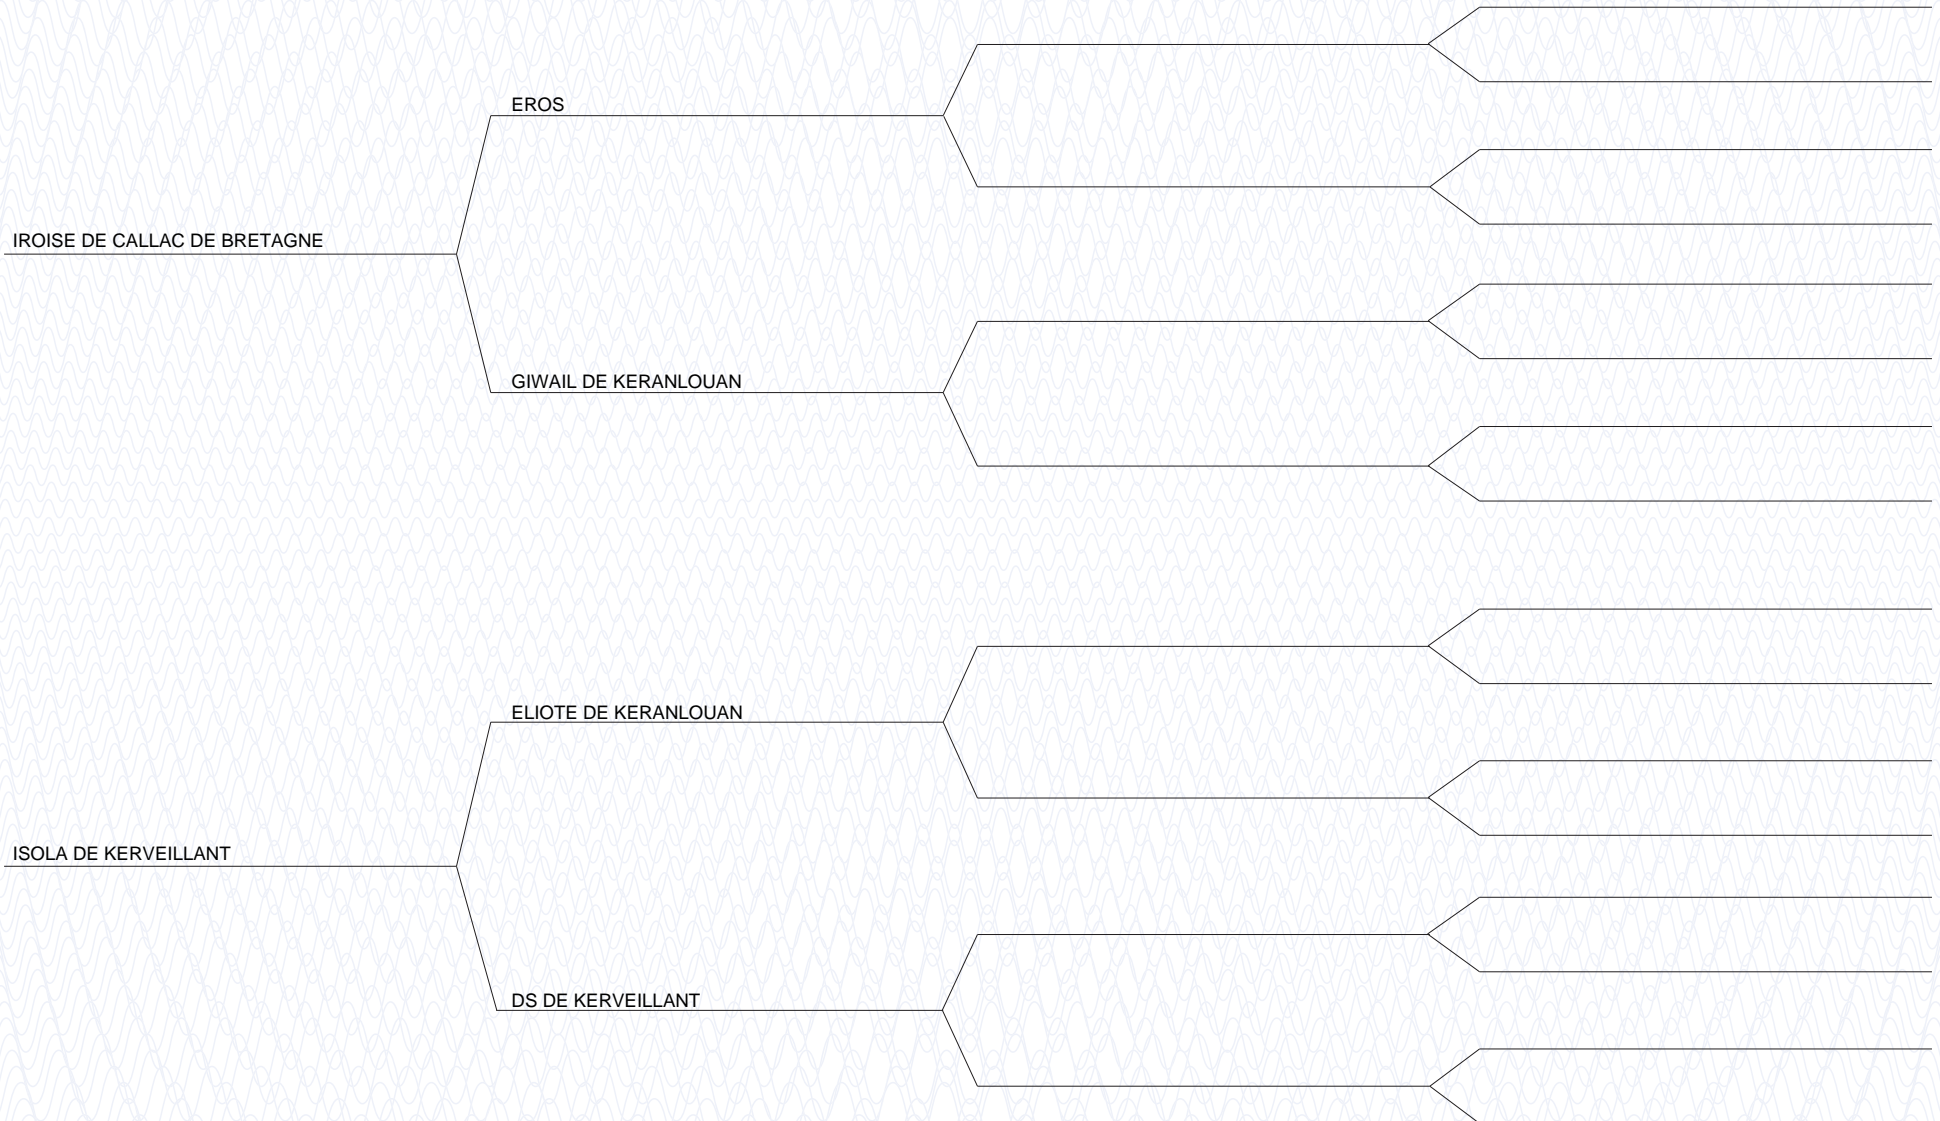 EROS
IROISE DE CALLAC DE BRETAGNE
GIWAIL DE KERANLOUAN
ELIOTE DE KERANLOUAN
ISOLA DE KERVEILLANT
DS DE KERVEILLANT